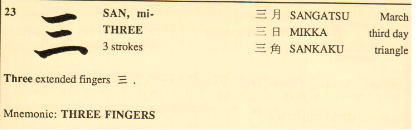 23
三
SAN, mi-
THREE
3 strokes
三月 SANGATSU March
三日 MIKKA third day
三角 SANKAKU triangle
Three extended fingers 三 .
Mnemonic: THREE FINGERS